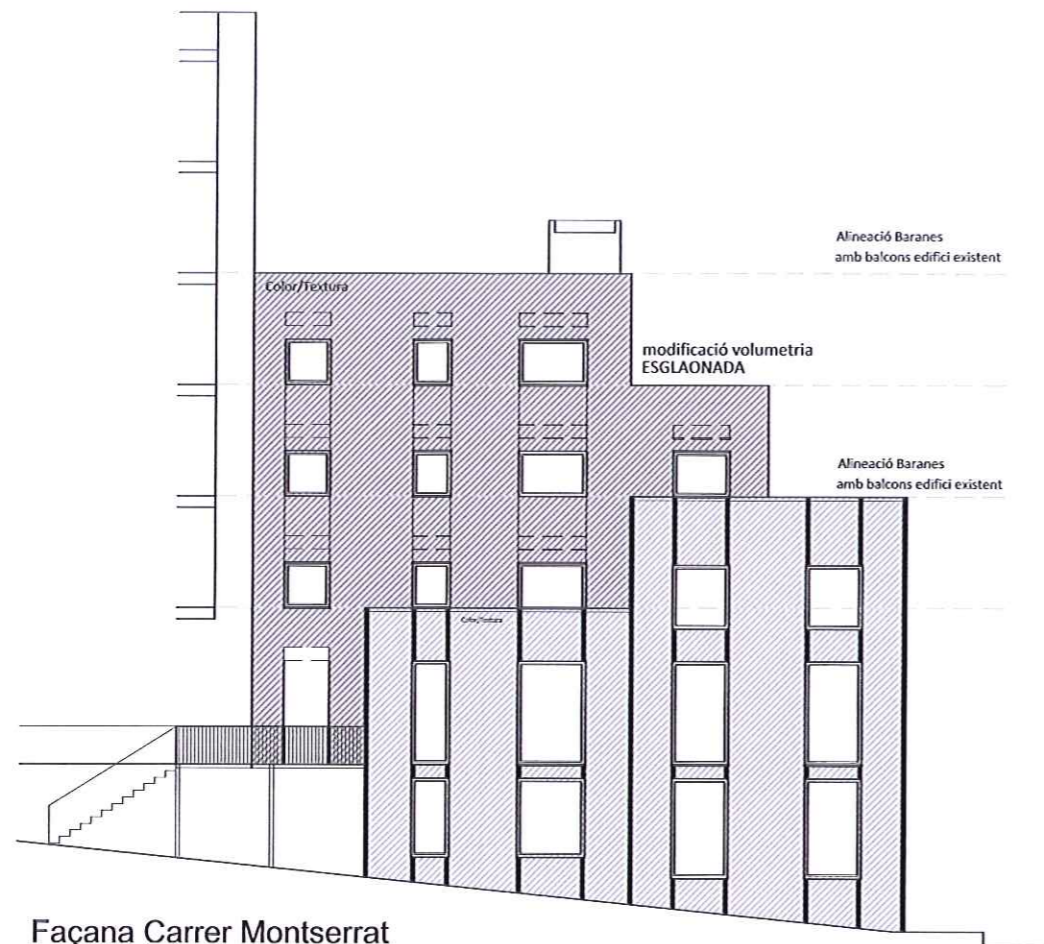 Alineació Baranes
amb balcons edifici existent
Color/Textura
modificació volumetria
ESGLAONADA
Alineació Baranes
amb balcons edifici existent
Color/Textura
Façana Carrer Montserrat